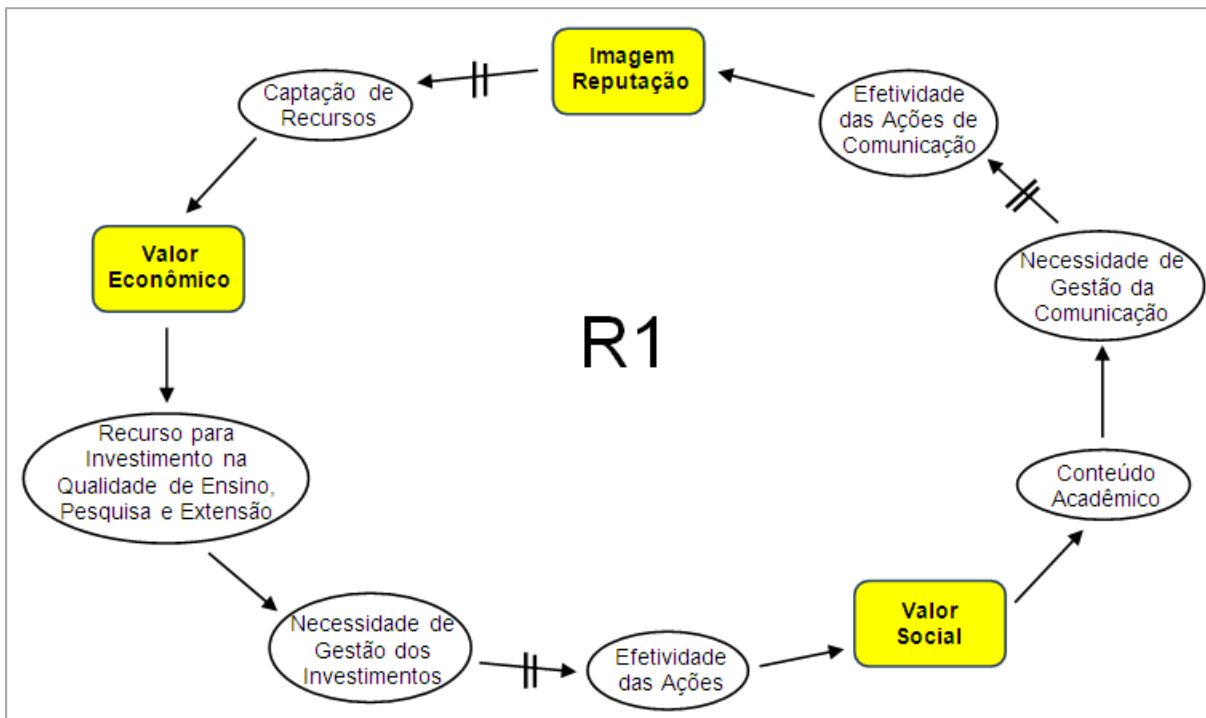 Imagem
Reputação
Captação de
Recursos
Efetividade
das Ações de
Comunicação
Valor
Econômico
Necessidade de
Gestão da
Comunicação
R1
Recurso para
Investimento na
Qualidade de Ensino,
Pesquisa e Extensão
Conteúdo
Acadêmico
Necessidade de
Gestão dos
Investimentos
Efetividade
das Ações
Valor
Social